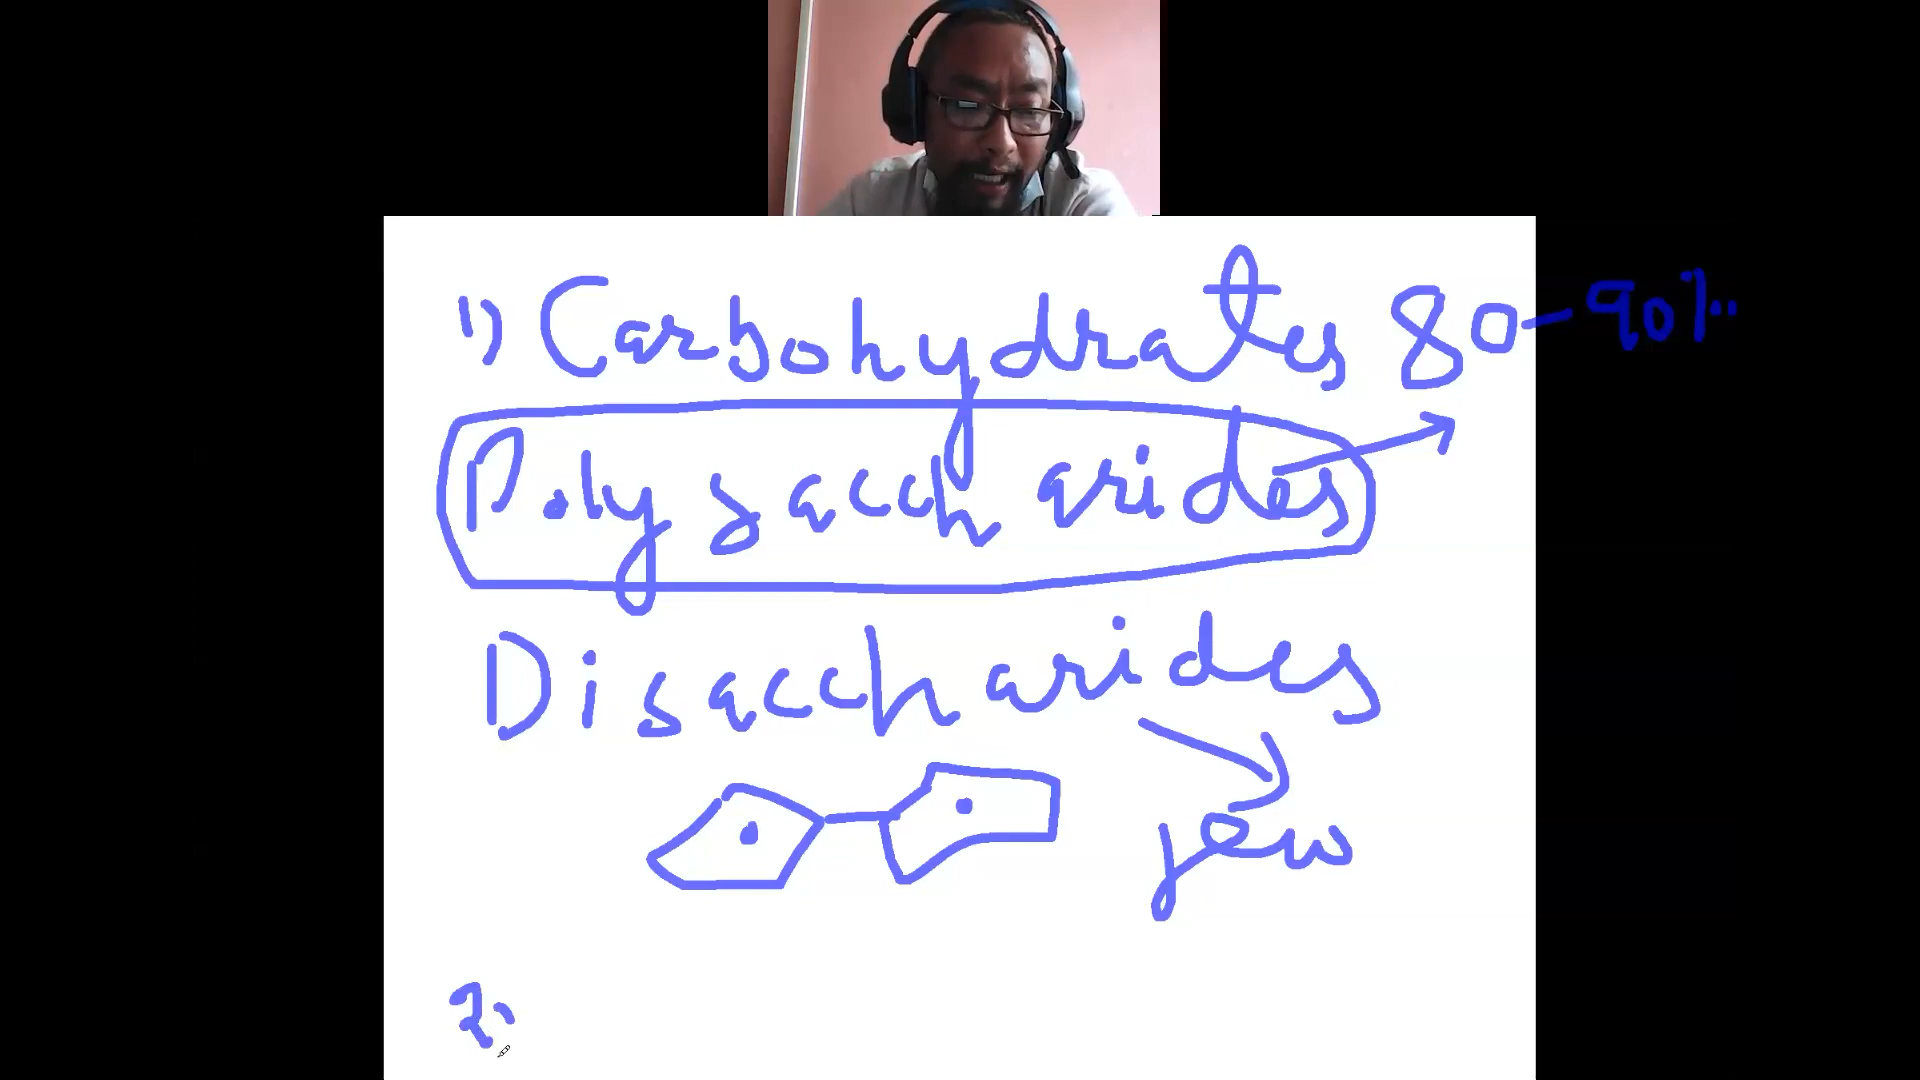 1) Carbohydrates 80-90%
Polysaccharides
Disaccharides
few
2)